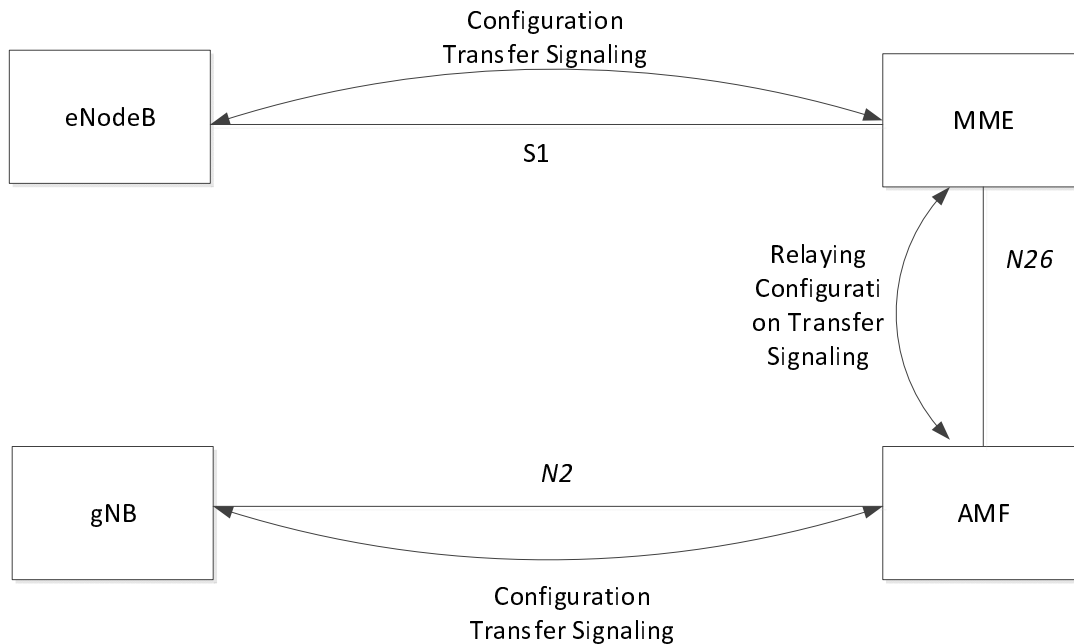 Configuration
Transfer Signaling
eNodeB
MME
S1
Relaying
Configurati
on Transfer
Signaling
N26
N2
gNB
AMF
Configuration
Transfer Signaling